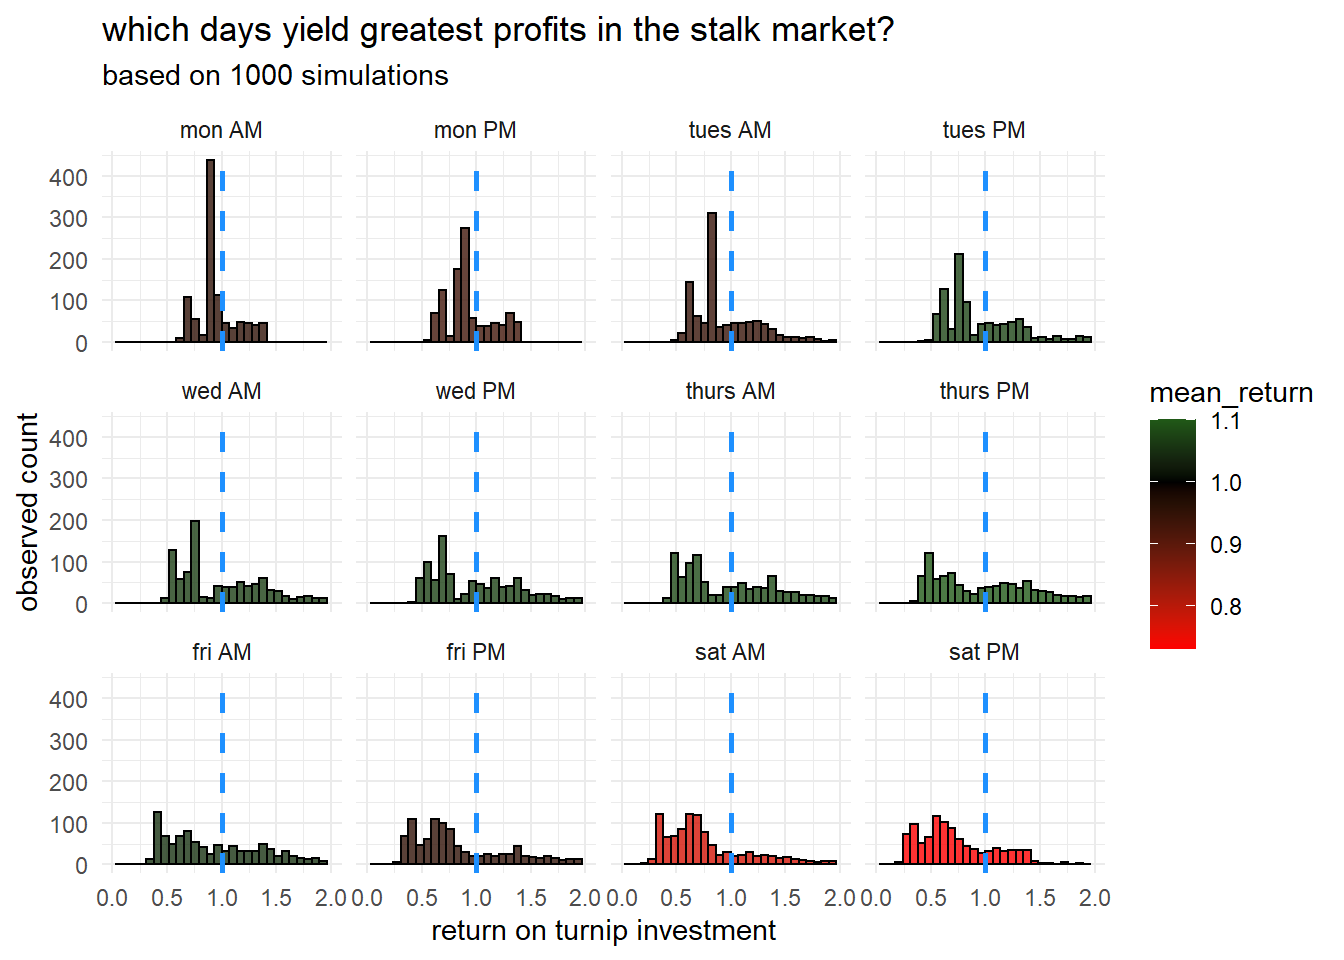 which days yield greatest profits in the stalk market?
based on 1000 simulations
mon AM mon PM tues AM tues PM
400
300
200
100
0
wed AM wed PM thurs AM thurs PM
400
300
200
100
0
fri AM fri PM sat AM sat PM
400
300
200
100
0
0.0 0.5 1.0 1.5 2.0 0.0 0.5 1.0 1.5 2.0 0.0 0.5 1.0 1.5 2.0 0.0 0.5 1.0 1.5 2.0
return on turnip investment
observed count
mean_return
1.1
1.0
0.9
0.8